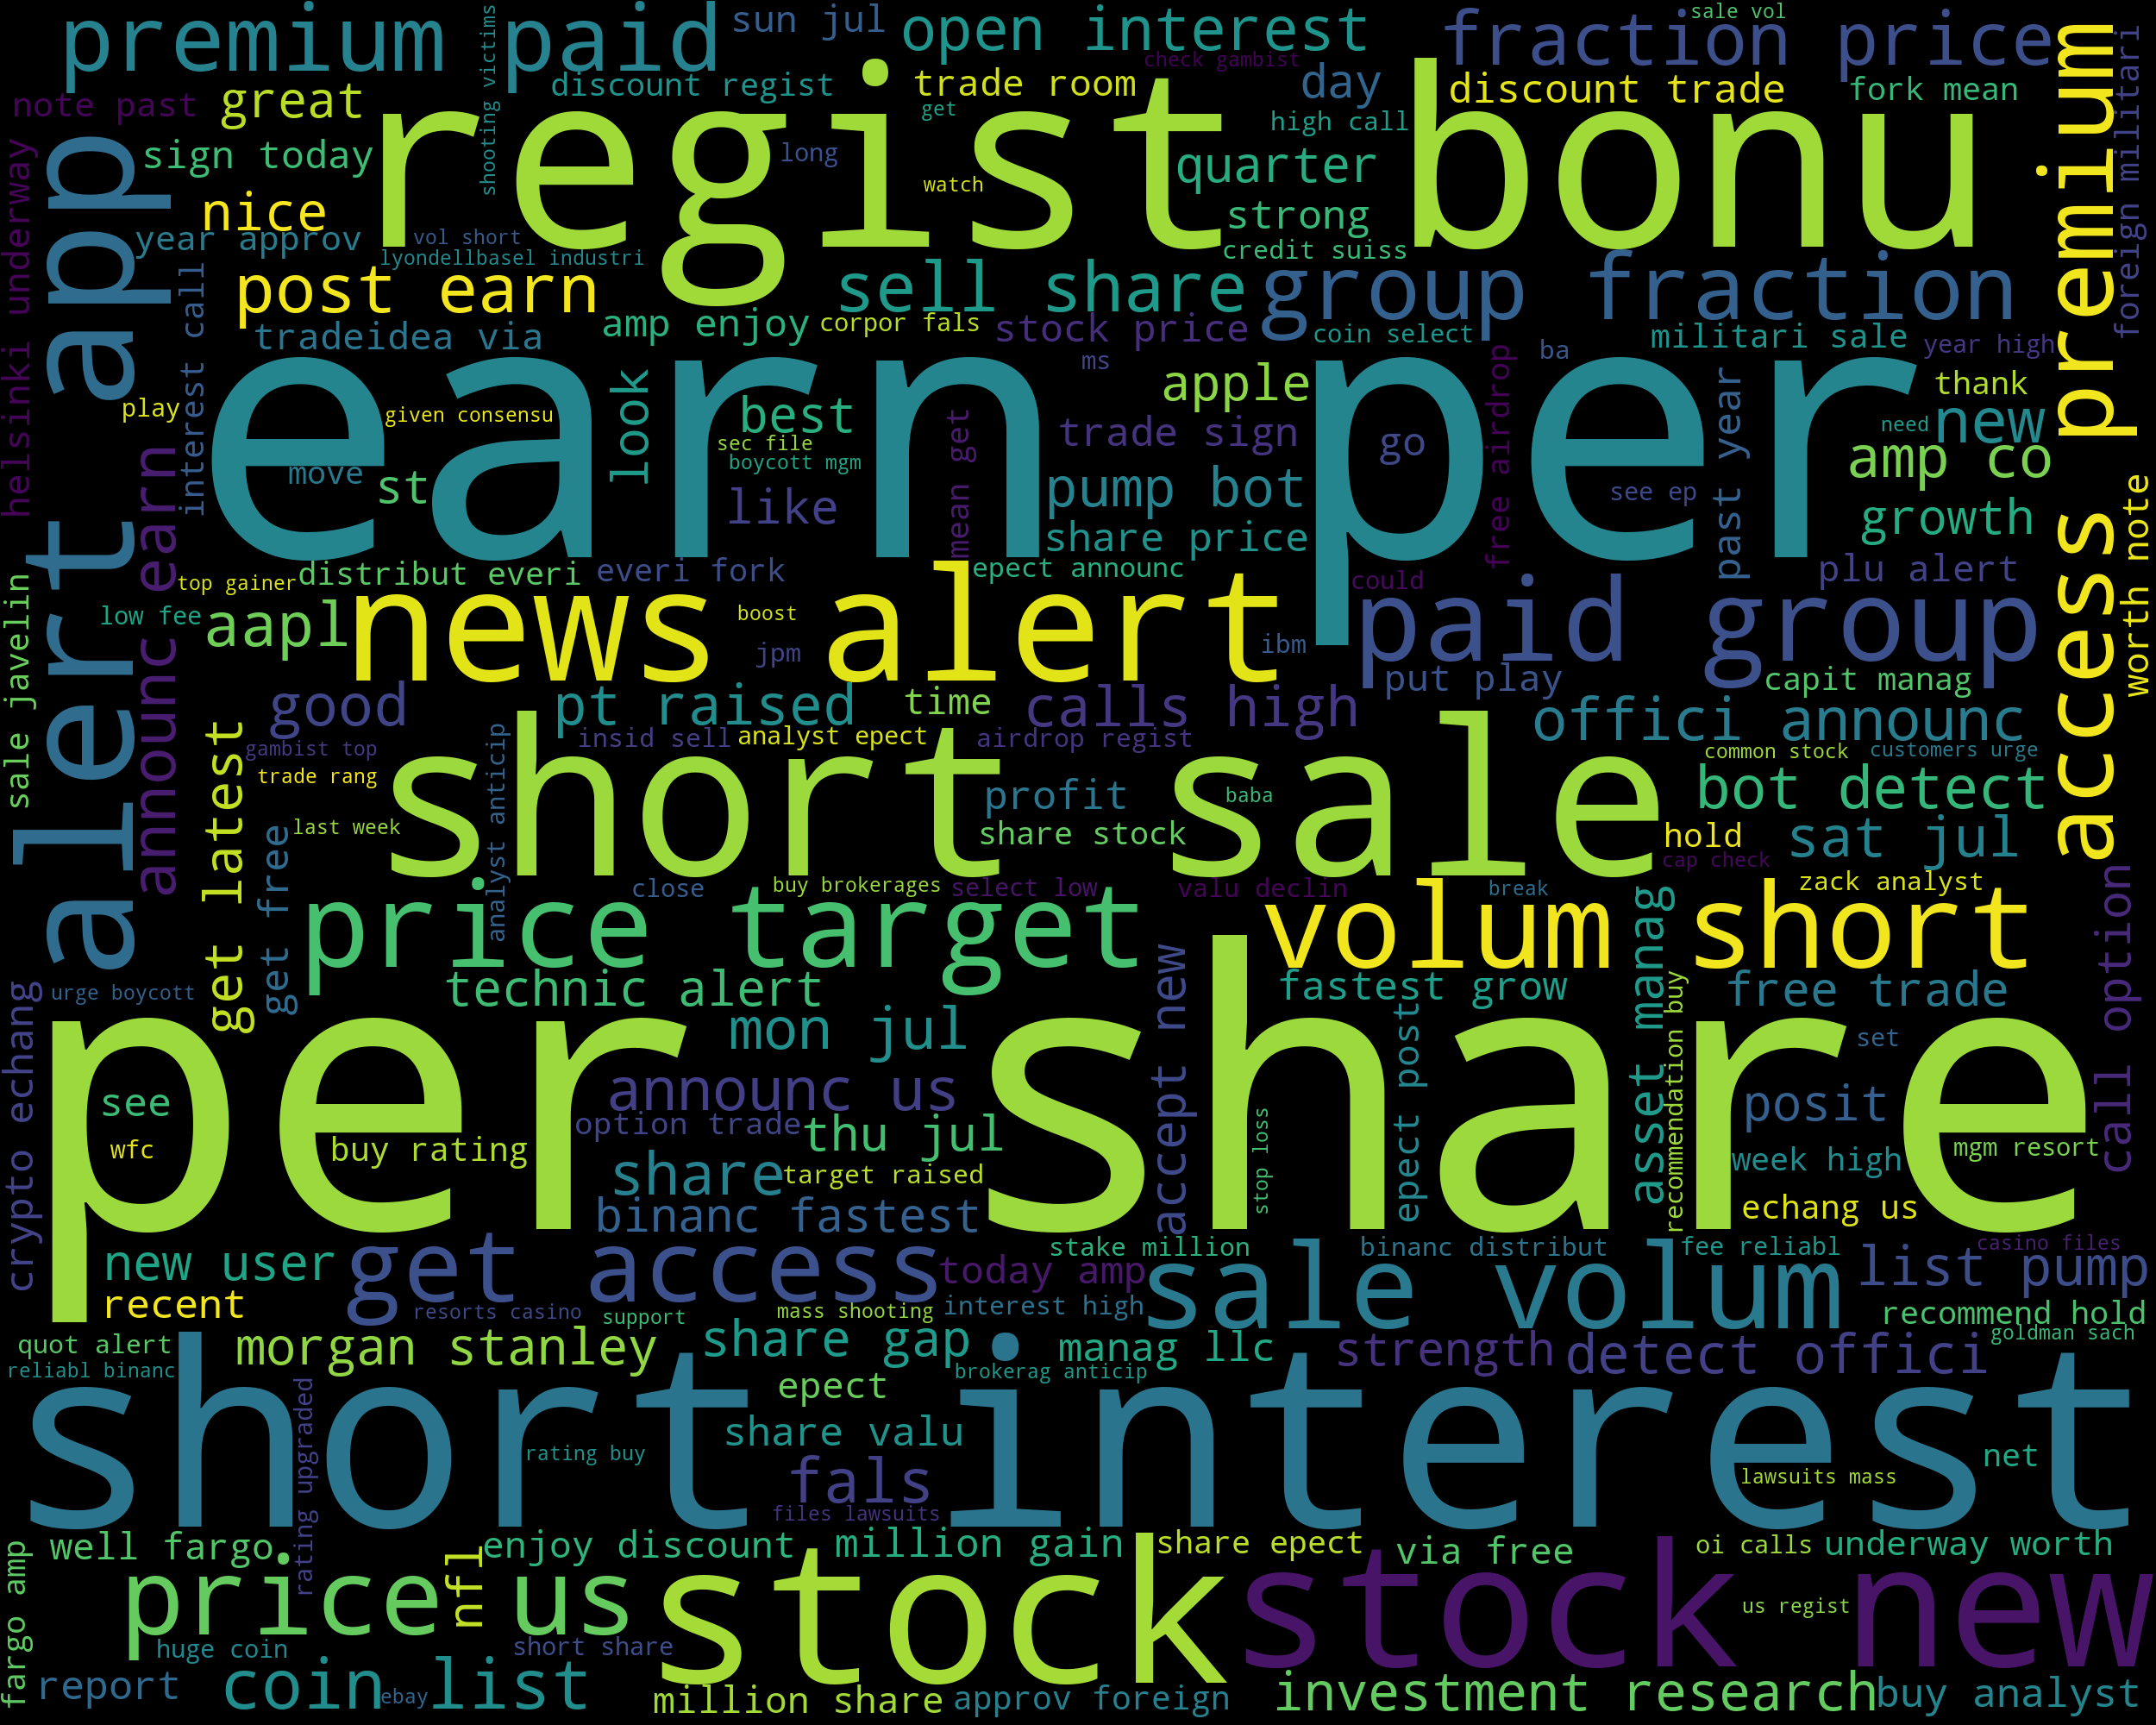 premium paid
sun jul
open interest
fraction price
sale vol
check gambist
shooting victims
discount regist
trade room
day
discount trade
fork mean
note past
great
regist bonu
get
high call
sign today
long
quarter
watch
nice
strong
year approv
vol short
credit suiss
lyondellbasel industri
alert app
helsinki underway
access premium
foreign militari
post earn
sell share
group fraction
interest call
tradeidea via
amp enjoy
corpor fals
stock price
coin select
militari sale
year high
ms
ba
earn per
look
apple
free airdrop
past year
thank
play
given consensu
best
mean get
trade sign
go
need
new
sec file
boycott mgm
amp co
move
st
like
pump bot
see ep
growth
share price
announc earn
worth note
sale javelin
top gainer
distribut everi
everi fork
epect announc
could
plu alert
low fee
aapl
news alert
boost
paid group
jpm
ibm
good
pt raised
time
calls high
put play
capit manag
offici announc
get latest
gambist top
insid sell
analyst epect
airdrop regist
common stock
customers urge
trade rang
analyst anticip
short sale
bot detect
profit
baba
last week
share stock
hold
sat jul
get free
cap check
close
buy brokerages
select low
valu declin
break
zack analyst
price target
volum short
asset manag
call option
urge boycott
technic alert
accept new
fastest grow
recommendation buy
free trade
crypto echang
per share
mon jul
epect post
set
see
announc us
posit
wfc
buy rating
option trade
thu jul
stop loss
week high
mgm resort
share
target raised
echang us
binanc fastest
new user
get access
stake million
binanc distribut
fee reliabl
casino files
today amp
sale volum
list pump
recent
resorts casino
support
mass shooting
interest high
recommend hold
quot alert
morgan stanley
share gap
manag llc
strength
detect offici
goldman sach
reliabl binanc
brokerag anticip
rating upgraded
epect
short interest
share valu
rating buy
net
fals
lawsuits mass
files lawsuits
fargo amp
well fargo
nfl
enjoy discount
million gain
share epect
via free
oi calls
underway worth
price us
stock
stock new
us regist
huge coin
short share
report
coin list
ebay
million share
approv foreign
investment research
buy analyst